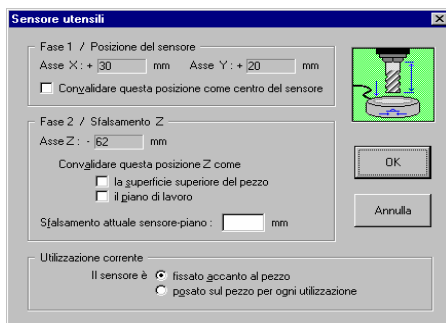 Sensore utensili
Fase 1 / Posizione del sensore
Asse X : + 30 mm Asse Y : + 20 mm
Convalidare questa posizione come centro del sensore
Fase 2 / Sfalsamento Z
Asse Z : - 62 mm
Convalidare questa posizione Z come
la superficie superiore del pezzo
il piano di lavoro
Sfalsamento attuale sensore-piano : mm
OK
Annulla
Utilizzazione corrente
Il sensore è fissato accanto al pezzo
posato sul pezzo per ogni utilizzazione